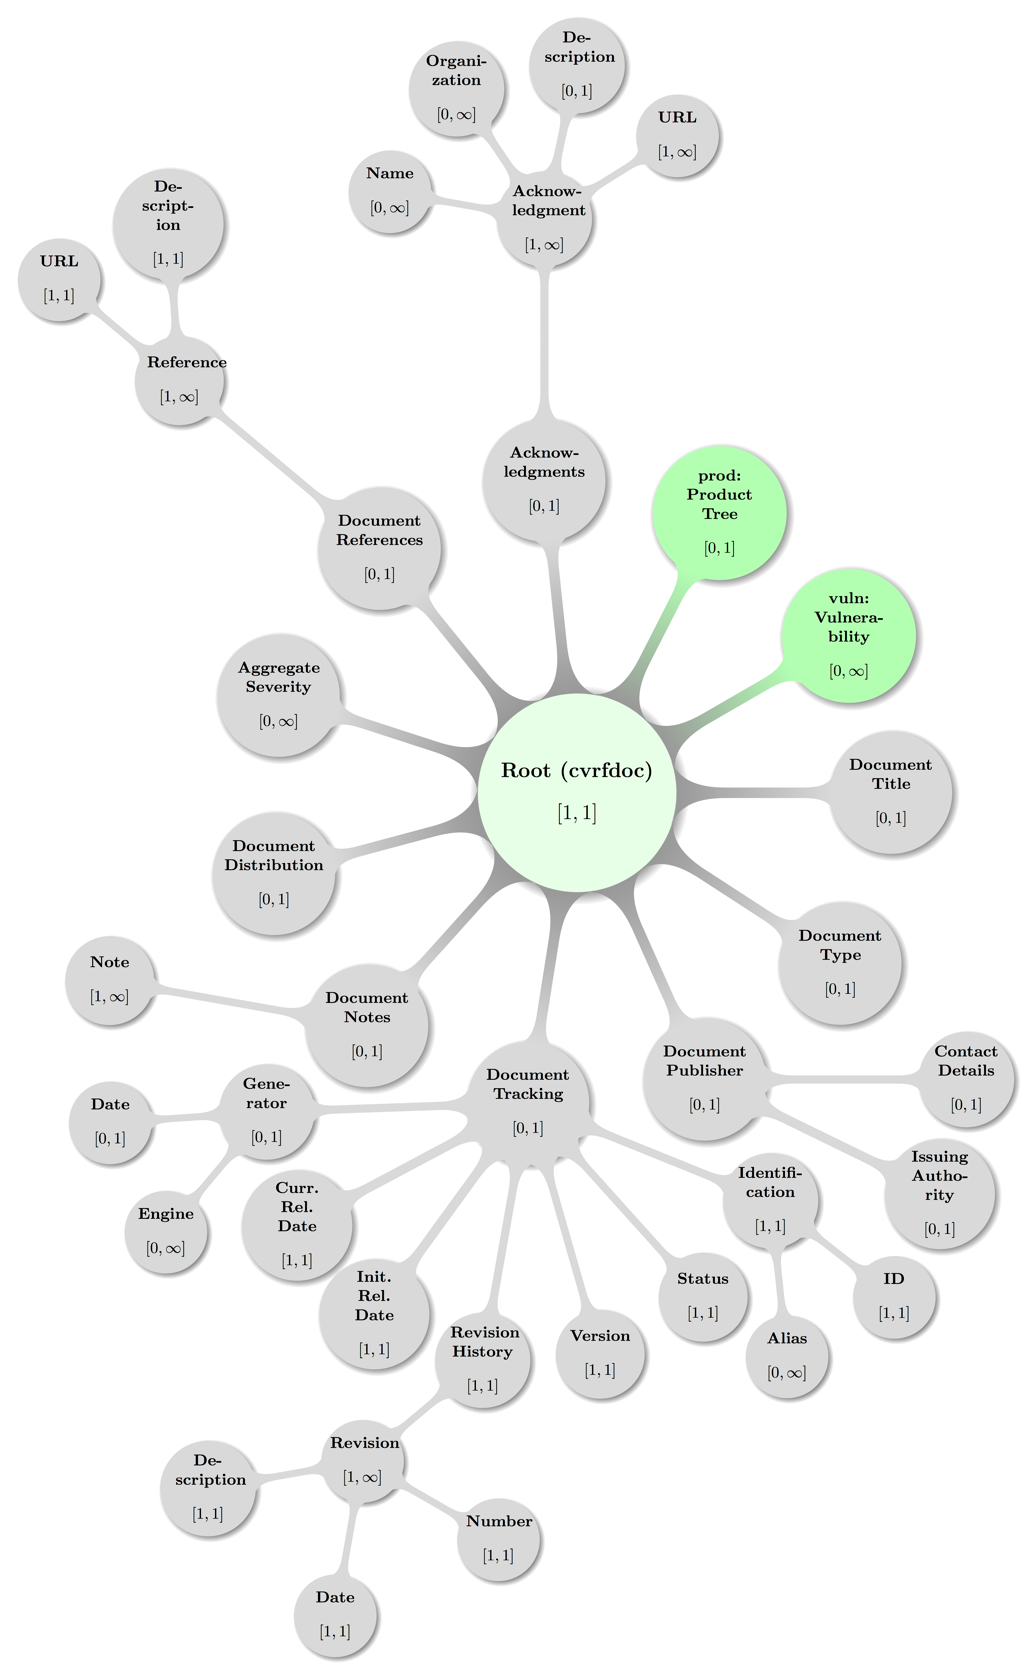 De-
scription
[0, 1]
Organi-
zation
[0, ∞]
URL
[1, ∞]
Name
[0, ∞]
Acknow-
ledgment
[1, ∞]
De-
script-
ion
[1, 1]
URL
[1, 1]
Reference
[1, ∞]
Acknow-
ledgments
[0, 1]
prod:
Product
Tree
[0, 1]
Document
References
[0, 1]
vuln:
Vulnera-
bility
[0, ∞]
Aggregate
Severity
[0, ∞]
Root (cvrfdoc)
[1, 1]
Document
Title
[0, 1]
Document
Distribution
[0, 1]
Document
Type
[0, 1]
Note
[1, ∞]
Document
Notes
[0, 1]
Document
Tracking
[0, 1]
Document
Publisher
[0, 1]
Contact
Details
[0, 1]
Gene-
rator
[0, 1]
Date
[0, 1]
Engine
[0, ∞]
Curr.
Rel.
Date
[1, 1]
Identifi-
cation
[1, 1]
Issuing
Autho-
rity
[0, 1]
Init.
Rel.
Date
[1, 1]
Revision
History
[1, 1]
Version
[1, 1]
Status
[1, 1]
Alias
[0, ∞]
ID
[1, 1]
Revision
[1, ∞]
De-
scription
[1, 1]
Number
[1, 1]
Date
[1, 1]